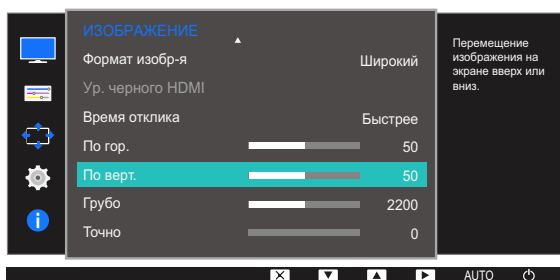 ИЗОБРАЖЕНИЕ
Формат изобр-я Широкий
Ур. черного HDMI
Время отклика Быстрее
По гор. 50
По верт. 50
Грубо 2200
Точно 0
Перемещение
изображения на
экране вверх или
вниз.
AUTO